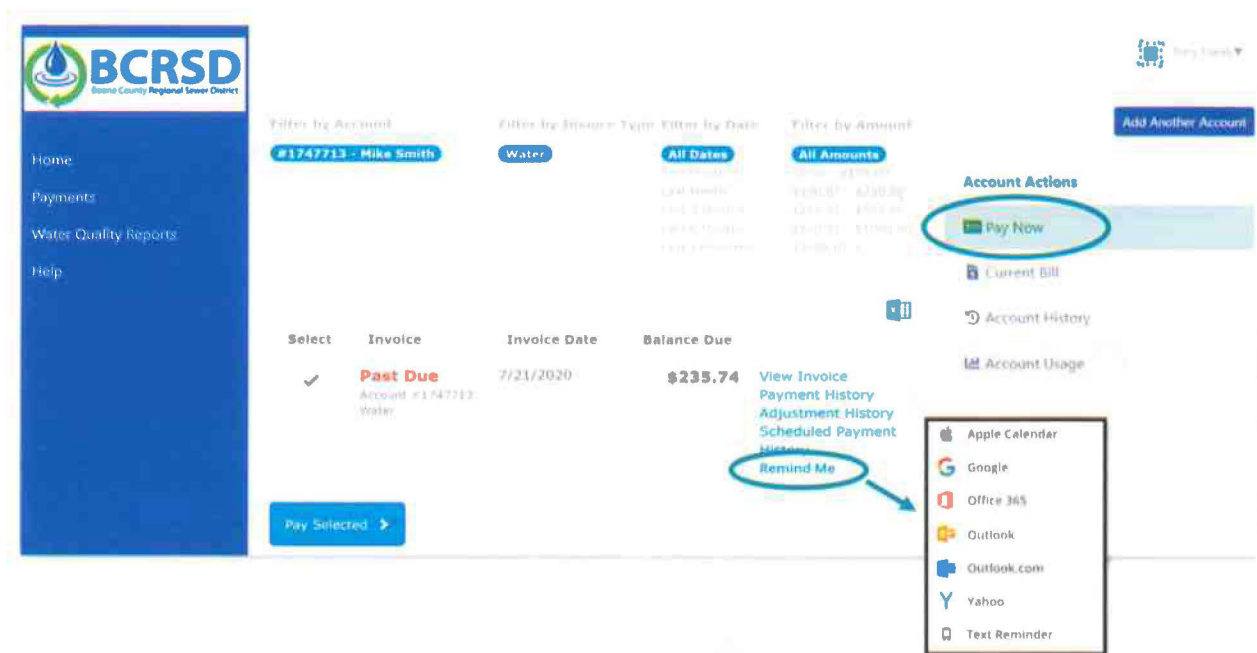 BCRSD
Boone County Regional Sewer District
Home
Payments
Water Quality Reports
Help
Add Another Account
Filter by Account
Filter by Invoice Type
Filter by Date
Filter by Amount
#1747713 - Mike Smith
Water
All Dates
All Amounts
Account Actions
Pay Now
Current Bill
Account History
Account Usage
Select
Invoice
Invoice Date
Balance Due
Past Due
7/21/2020
$235.74
Account #1747713
Water
View Invoice
Payment History
Adjustment History
Scheduled Payment
History
Remind Me
Pay Selected
Apple Calendar
Google
Office 365
Outlook
Outlook.com
Yahoo
Text Reminder